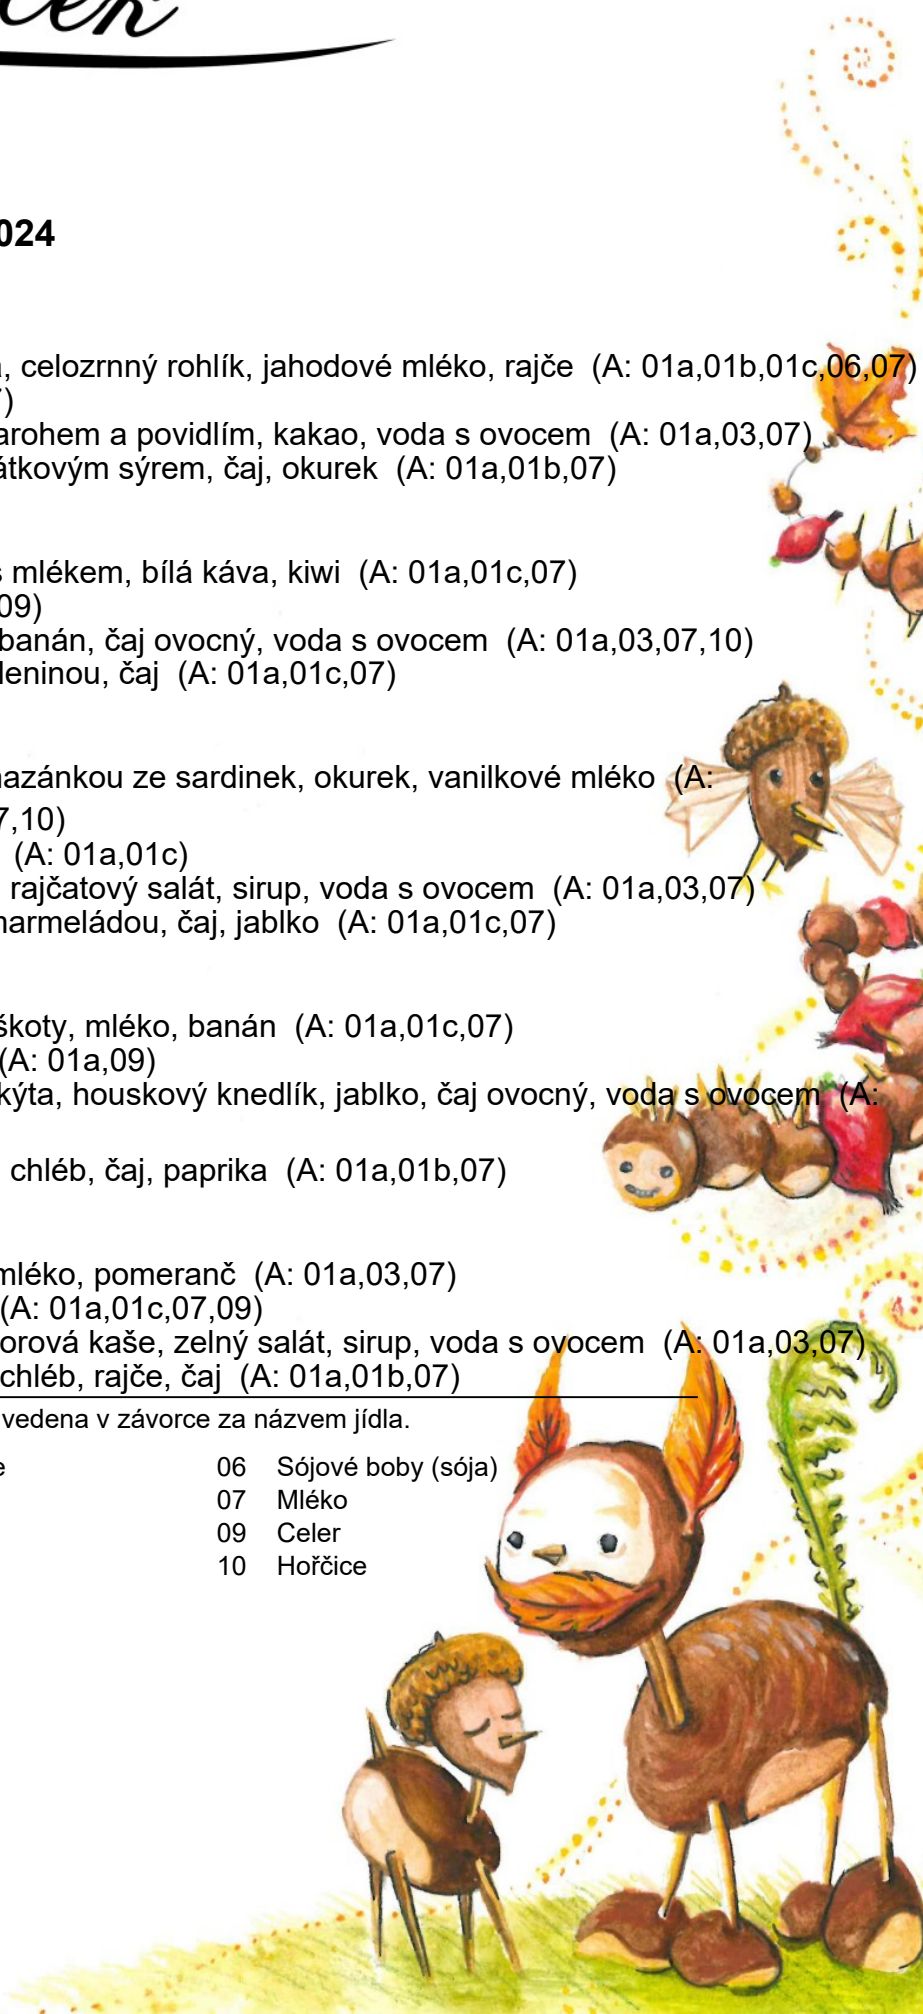 024
, celozrnný rohlík, jahodové mléko, rajče (A: 01a,01b,01c,06,07)
)
arohem a povidlím, kakao, voda s ovocem (A: 01a,03,07)
átkovým sýrem, čaj, okurek (A: 01a,01b,07)
s mlékem, bílá káva, kiwi (A: 01a,01c,07)
09)
banán, čaj ovocný, voda s ovocem (A: 01a,03,07,10)
leninou, čaj (A: 01a,01c,07)
azánkou ze sardinek, okurek, vanilkové mléko (A:
7,10)
(A: 01a,01c)
rajčatový salát, sirup, voda s ovocem (A: 01a,03,07)
armeládou, čaj, jablko (A: 01a,01c,07)
škoty, mléko, banán (A: 01a,01c,07)
(A: 01a,09)
kýta, houskový knedlík, jablko, čaj ovocný, voda s ovocem (A:
chléb, čaj, paprika (A: 01a,01b,07)
mléko, pomeranč (A: 01a,03,07)
(A: 01a,01c,07,09)
orová kaše, zelný salát, sirup, voda s ovocem (A: 01a,03,07)
chléb, rajče, čaj (A: 01a,01b,07)
vedena v závorce za názvem jídla.
e 06 Sójové boby (sója)
07 Mléko
09 Celer
10 Hořčice